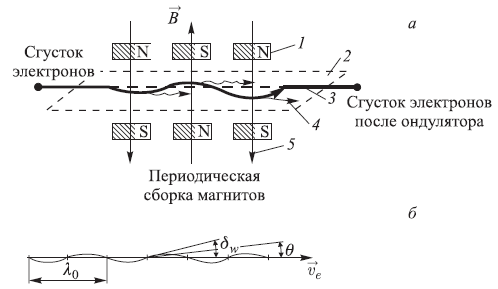 B
а
N
S
N
1
Сгусток
электронов
2
3
4
Сгусток электронов
после ондулятора
S
N
S
5
Периодическая
сборка магнитов
б
δw
θ
λ0
ve